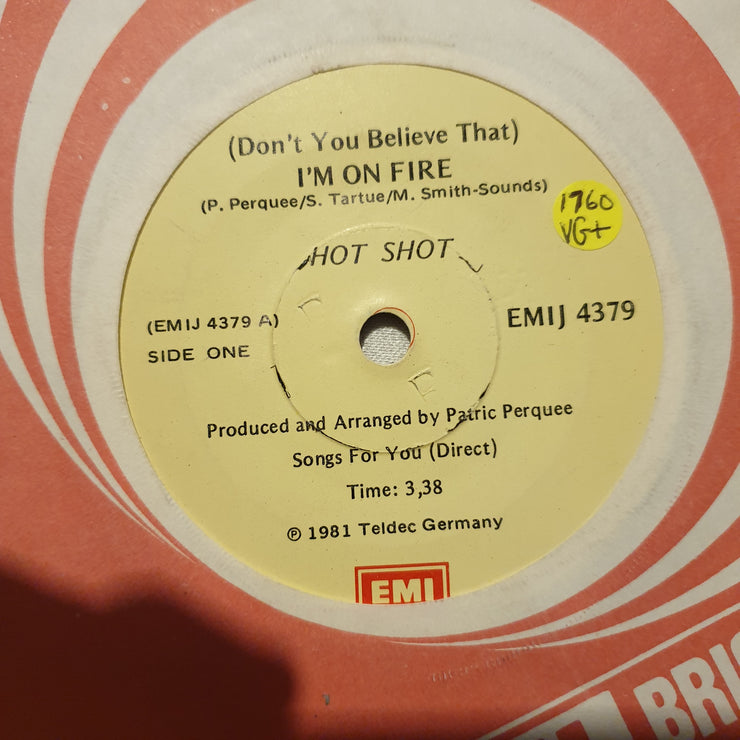 (Don't You Believe That)
I'M ON FIRE
(P. Perquee/S. Tartue/M. Smith-Sounds)
1760
VG+
HOT SHOT
(EMIJ 4379 A)
SIDE ONE
EMIJ 4379
Produced and Arranged by Patric Perquee
Songs For You (Direct)
Time: 3,38
℗ 1981 Teldec Germany
EMI